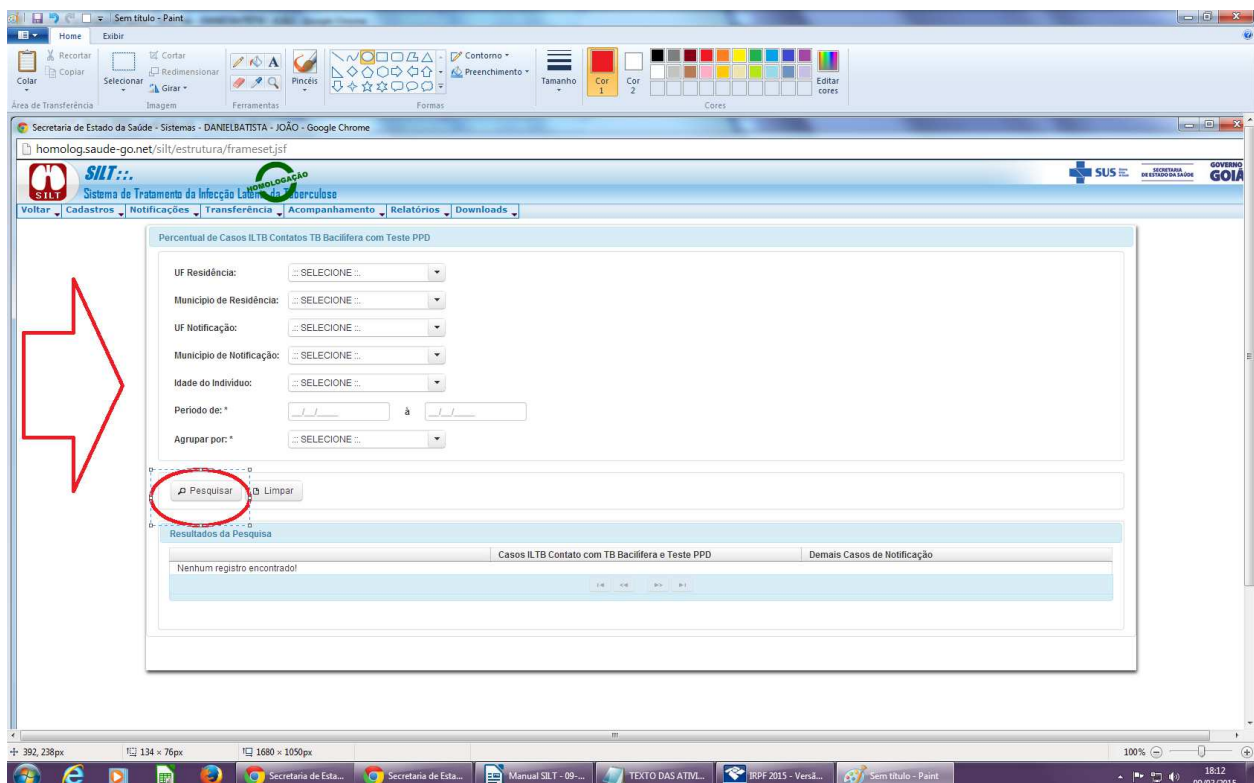 Sem título - Paint
Home Exibir
Colar
Recortar
Copiar
Área de Transferência
Selecionar
Cortar
Redimensionar
Girar
Imagem
A
Ferramentas
Pincéis
Contorno
Preenchimento
Formas
Tamanho
Cor 1
Cor 2
Editar cores
Cores
Secretaria de Estado da Saúde - Sistemas - DANIELBATISTA - JOÃO - Google Chrome
homolog.saude-go.net/silt/estrutura/frameset.jsf
SILT
SILT::.
HOMOLOGAÇÃO
Sistema de Tratamento da Infecção Latente da Tuberculose
SUS
SECRETARIA DE ESTADO DA SAÚDE
GOVERNO
GOIÁ
Voltar Cadastros Notificações Transferência Acompanhamento Relatórios Downloads
Percentual de Casos ILTB Contatos TB Bacilífera com Teste PPD
UF Residência: .:: SELECIONE ::.
Município de Residência: .:: SELECIONE ::.
UF Notificação: .:: SELECIONE ::.
Município de Notificação: .:: SELECIONE ::.
Idade do Indivíduo: .:: SELECIONE ::.
Período de: * __/__/____ à __/__/____
Agrupar por: * .:: SELECIONE ::.
Pesquisar Limpar
Resultados da Pesquisa
Casos ILTB Contato com TB Bacilífera e Teste PPD Demais Casos de Notificação
Nenhum registro encontrado!
392, 238px 134 × 76px 1680 × 1050px 100%
Secretaria de Esta... Secretaria de Esta... Manual SILT - 09-... TEXTO DAS ATIVI... IRPF 2015 - Versã... Sem título - Paint
18:12
09/03/2015